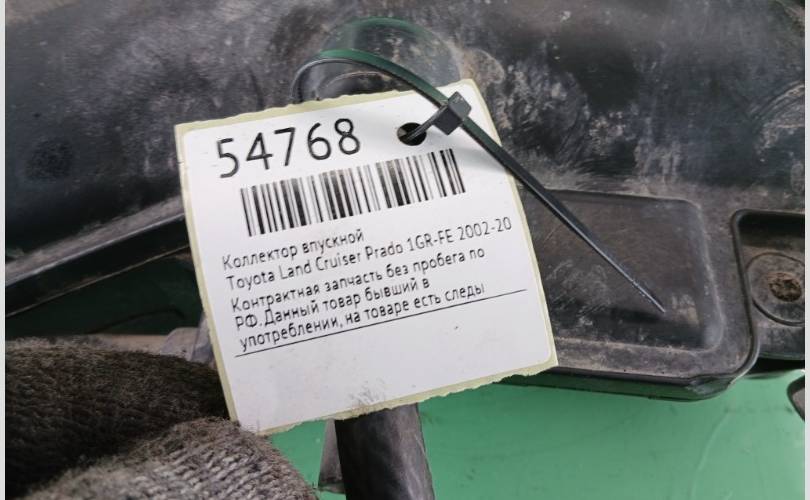 54768
Коллектор впускной
Toyota Land Cruiser Prado 1GR-FE 2002-20
Контрактная запчасть без пробега по
РФ. Данный товар бывший в
употреблении, на товаре есть следы